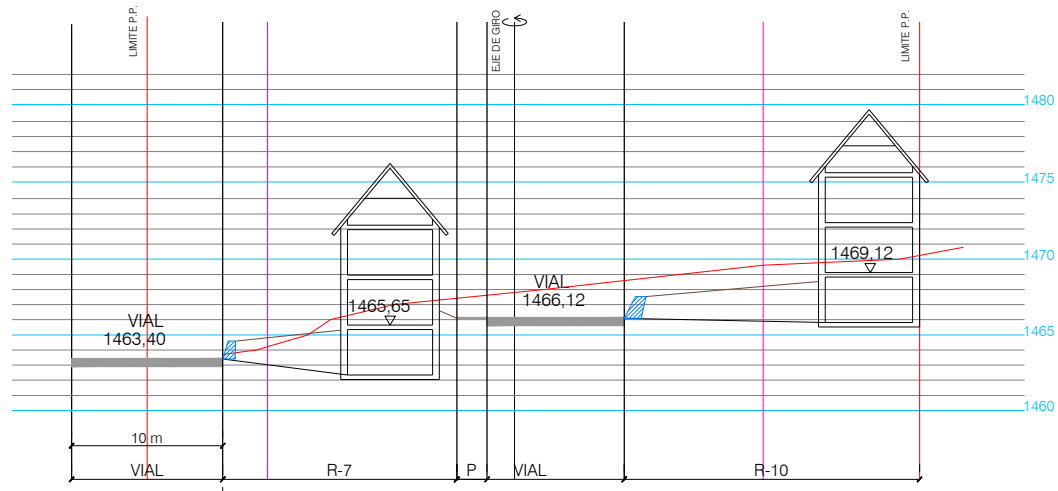 LIMITE P.P.
EJE DE GIRO
LIMITE P.P.
1480
1475
1470
1469,12
VIAL
1466,12
1465,65
VIAL
1463,40
1465
1460
10 m
VIAL
R-7
P
VIAL
R-10